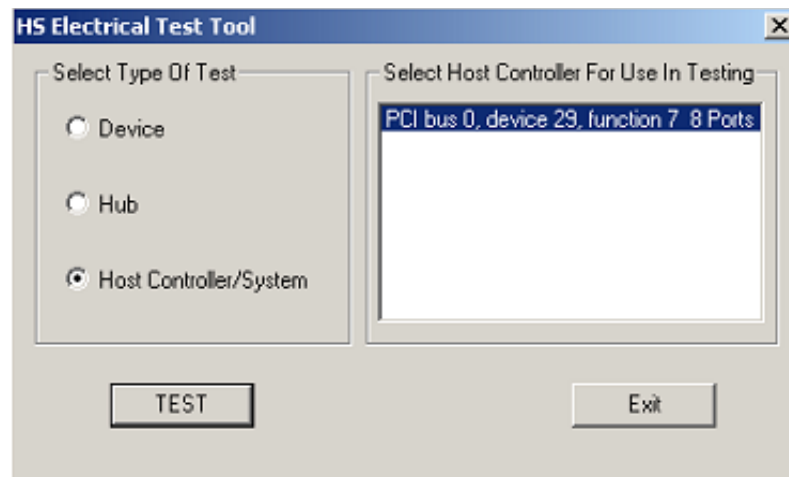 HS Electrical Test Tool
Select Type Of Test
Device
Hub
Host Controller/System
Select Host Controller For Use In Testing
PCI bus 0, device 29, function 7 8 Ports
TEST
Exit